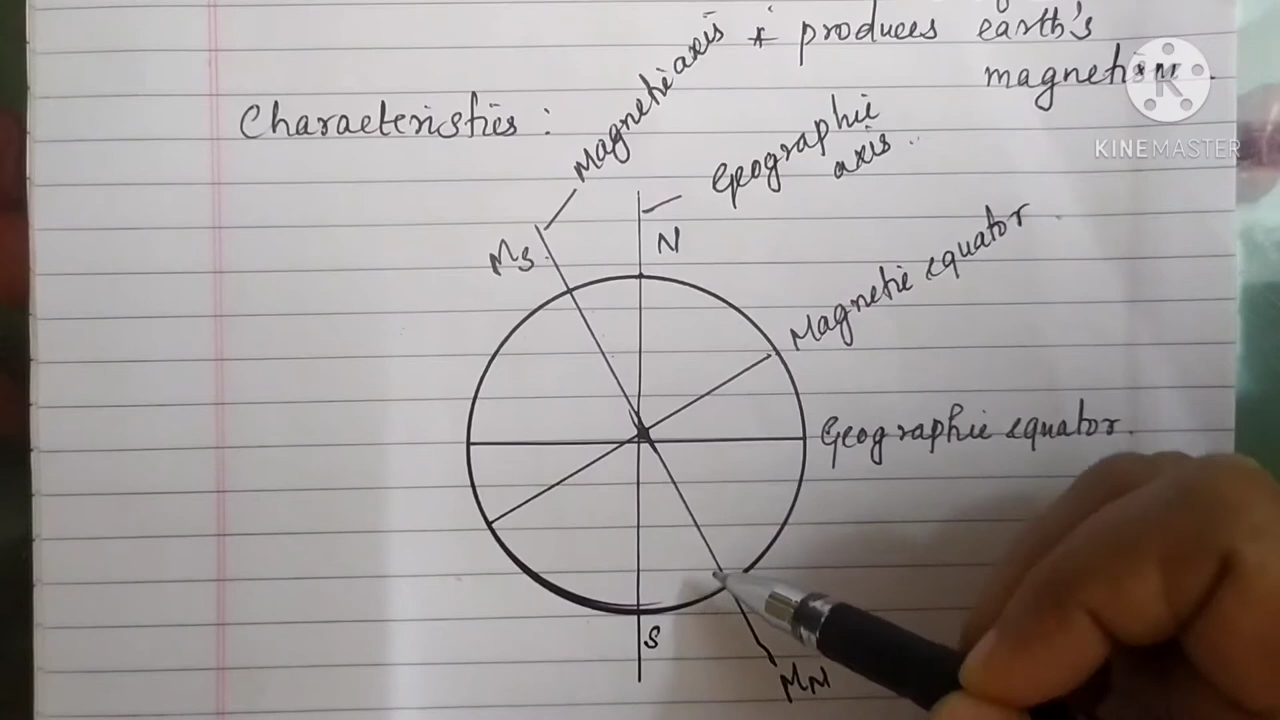 * produces earth's
magnetism.
Characteristics :
Magnetic axis
Geographic
axis..
Ms.
N
Magnetic equator.
Geographic equator.
S
MN
K
KINEMASTER